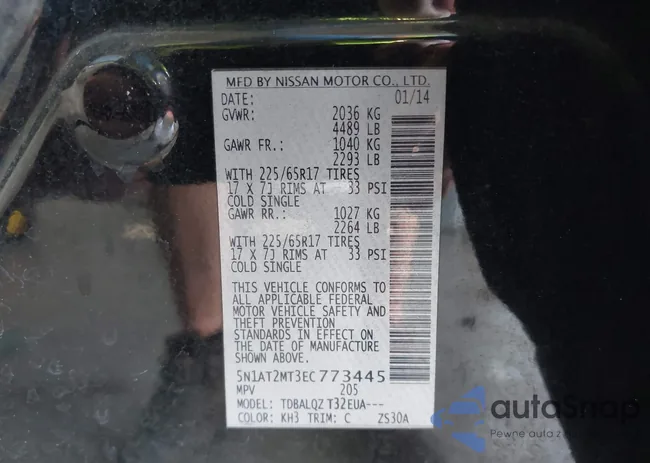 MFD BY NISSAN MOTOR CO., LTD.
DATE: 01/14
GVWR: 2036 KG
4489 LB
GAWR FR.: 1040 KG
2293 LB
WITH 225/65R17 TIRES
17 X 7J RIMS AT 33 PSI
COLD SINGLE
GAWR RR.: 1027 KG
2264 LB
WITH 225/65R17 TIRES
17 X 7J RIMS AT 33 PSI
COLD SINGLE
THIS VEHICLE CONFORMS TO
ALL APPLICABLE FEDERAL
MOTOR VEHICLE SAFETY AND
THEFT PREVENTION
STANDARDS IN EFFECT ON
THE DATE OF MANUFACTURE
SHOWN ABOVE.
5N1AT2MT3EC773445
MPV 205
MODEL: TDBALQZ T32EUA---
COLOR: KH3 TRIM: C ZS30A
autoSnap
Pewne auta z